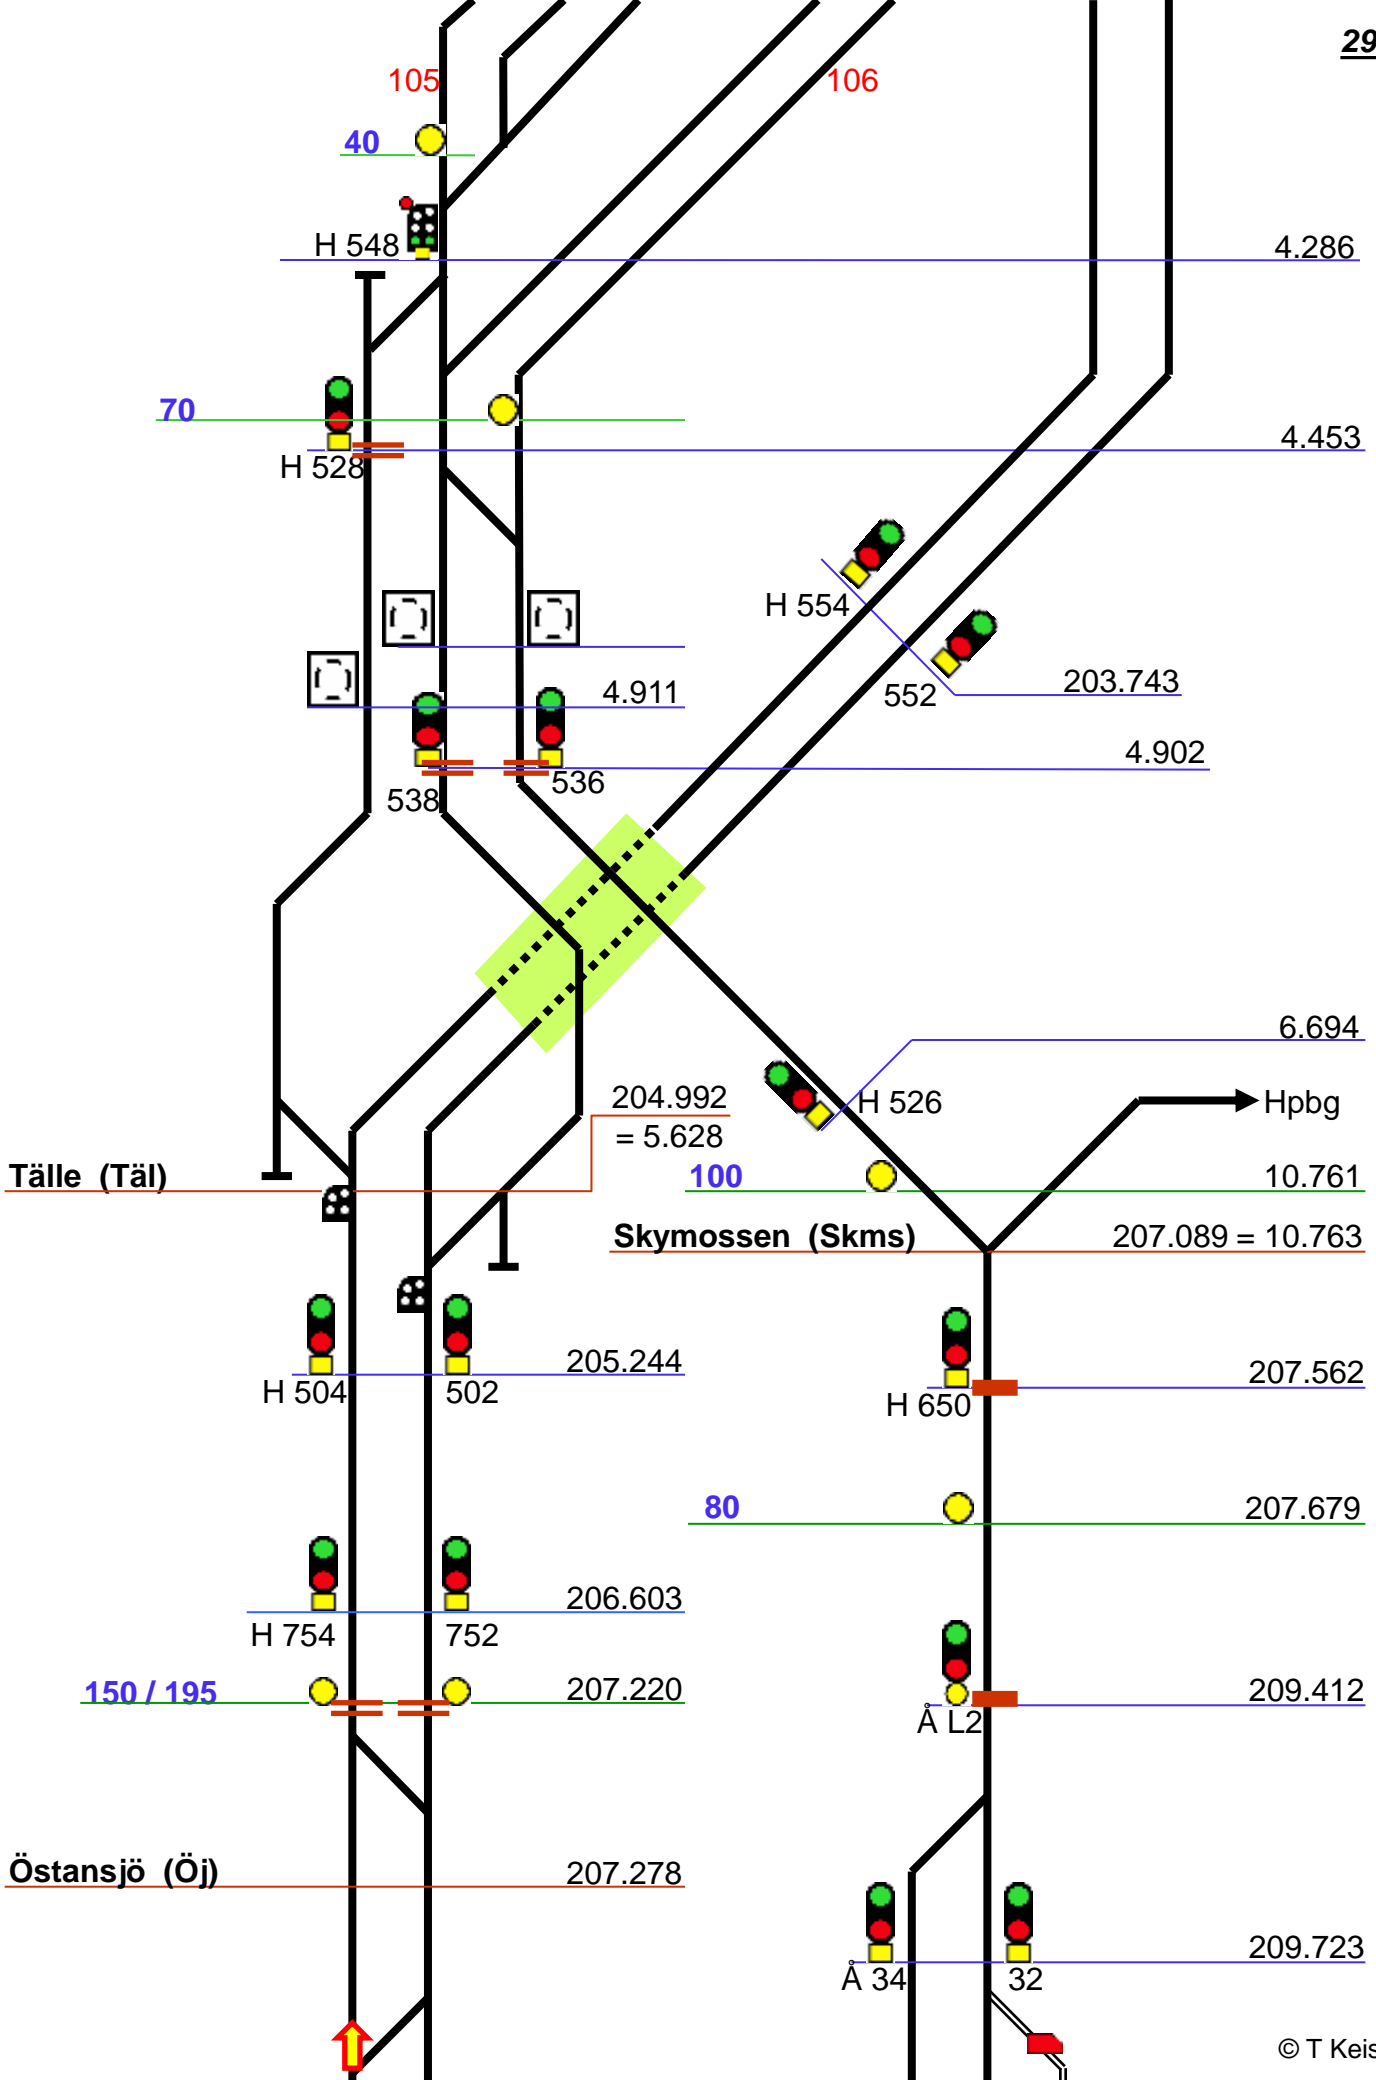 29
105
106
40
H 548
4.286
70
4.453
H 528
H 554
552
203.743
4.911
4.902
538
536
6.694
H 526
Hpbg
204.992
= 5.628
Tälle (Täl)
100
10.761
Skymossen (Skms)
207.089 = 10.763
205.244
H 504
502
207.562
H 650
80
207.679
206.603
H 754
752
150 / 195
207.220
209.412
Å L2
Östansjö (Öj)
207.278
209.723
Å 34
32
© T Keis